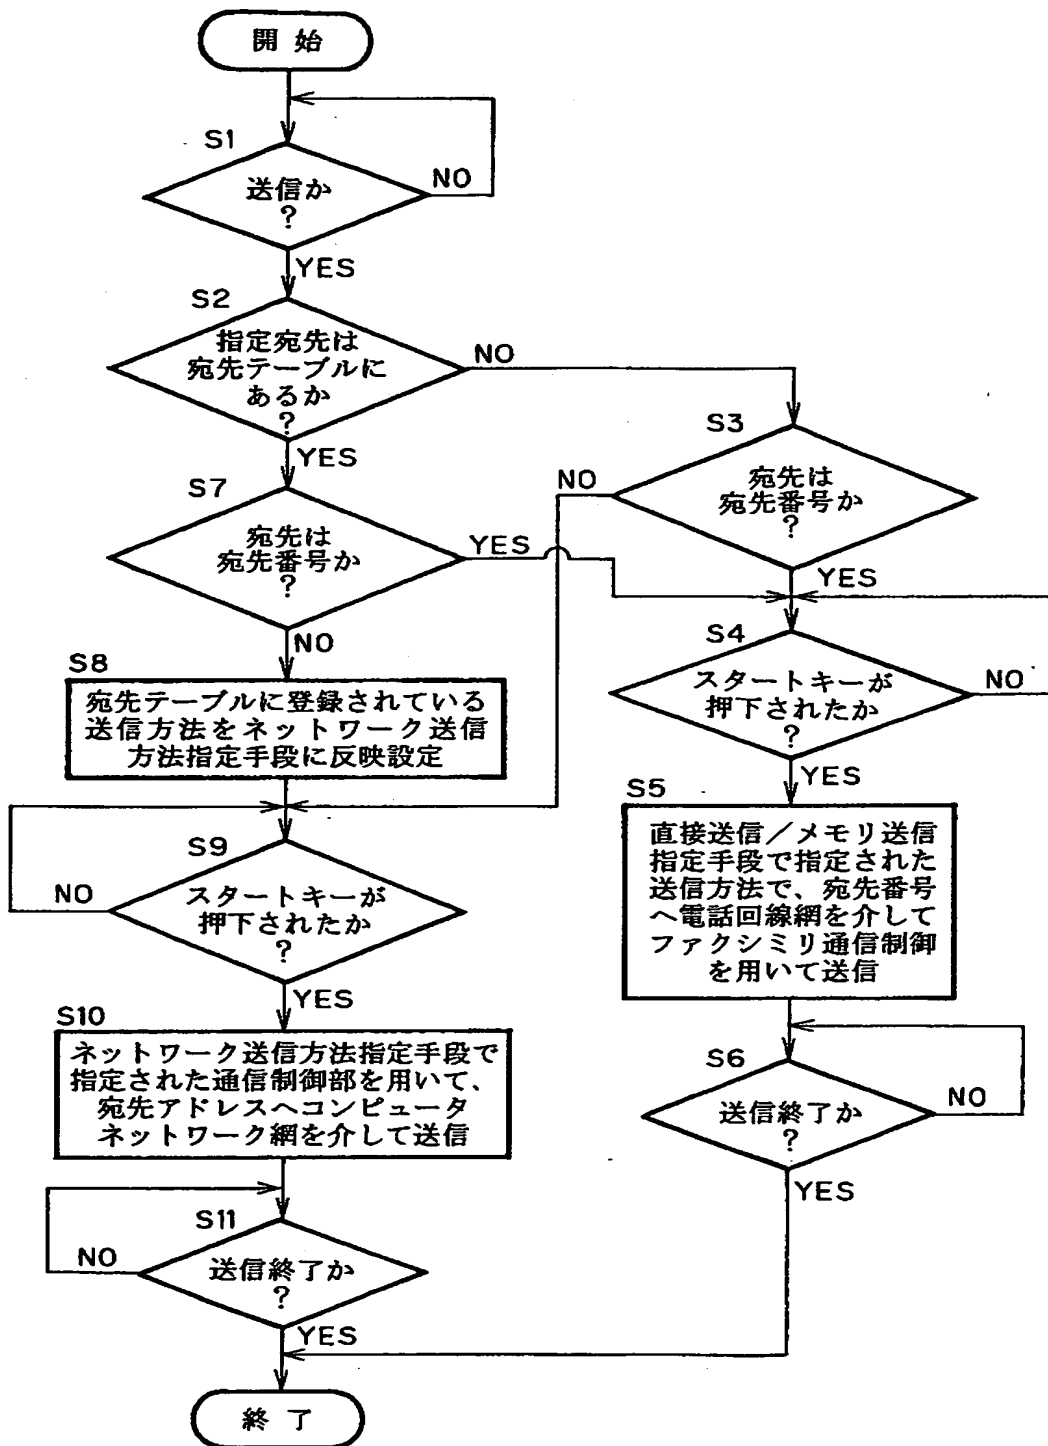 開始
S1
送信か
?
NO
YES
S2
指定宛先は
宛先テーブルに
あるか
?
NO
YES
S3
宛先は
宛先番号か
?
NO
YES
S7
宛先は
宛先番号か
?
YES
NO
S4
スタートキーが
押下されたか
?
NO
YES
S8
宛先テーブルに登録されている
送信方法をネットワーク送信
方法指定手段に反映設定
S5
直接送信/メモリ送信
指定手段で指定された
送信方法で、宛先番号
へ電話回線網を介して
ファクシミリ通信制御
を用いて送信
S9
スタートキーが
押下されたか
?
NO
YES
S10
ネットワーク送信方法指定手段で
指定された通信制御部を用いて、
宛先アドレスへコンピュータ
ネットワーク網を介して送信
S6
送信終了か
?
NO
YES
S11
送信終了か
?
NO
YES
終了